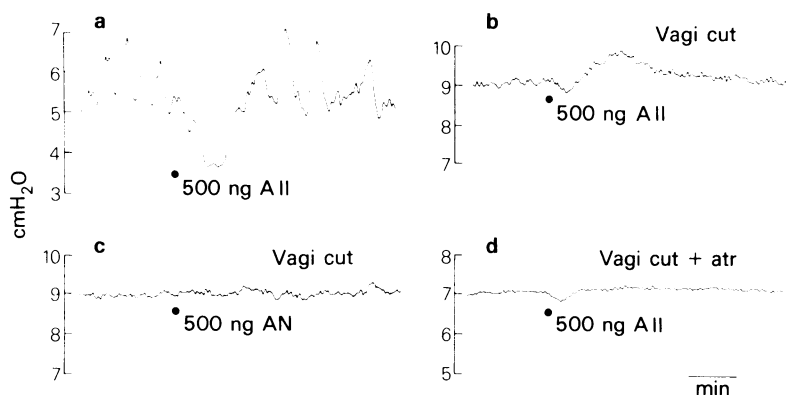 a
7
6
5
4
3
500 ng A II
b
Vagi cut
10
9
8
7
500 ng A II
cmH₂O
c
Vagi cut
10
9
8
7
500 ng AN
d
Vagi cut + atr
8
7
6
5
500 ng A II
min